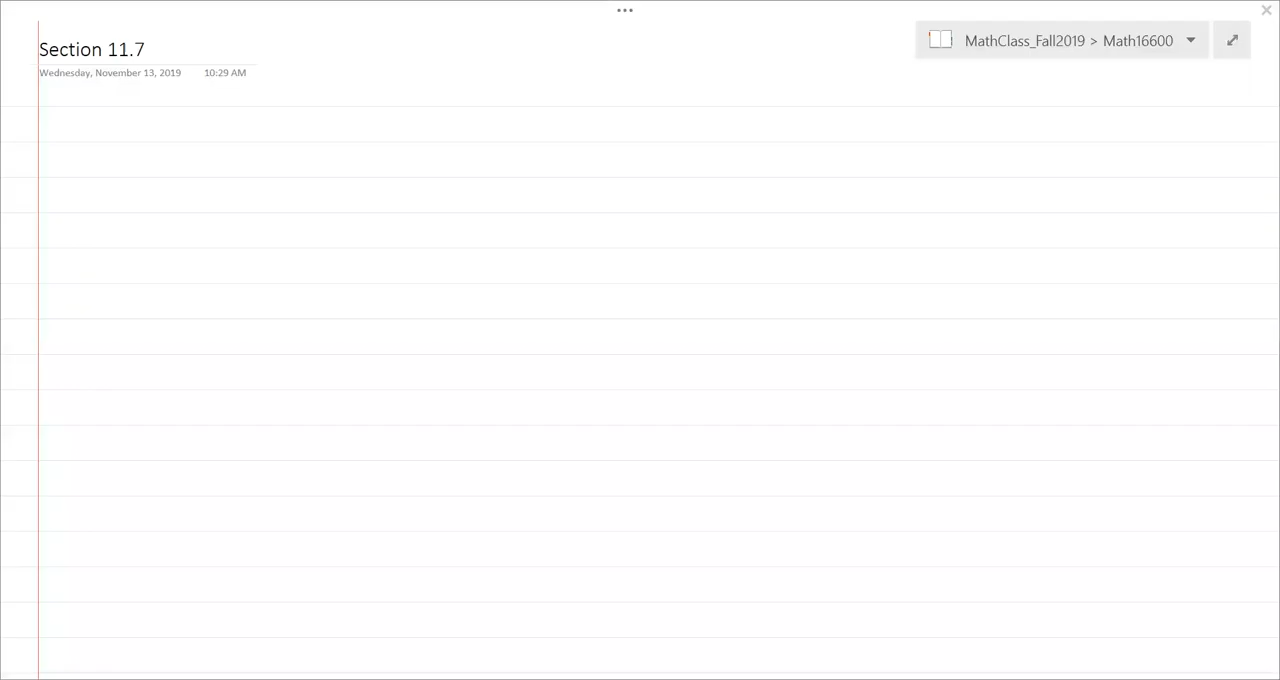 Section 11.7
Wednesday, November 13, 2019 10:29 AM
MathClass_Fall2019 > Math16600